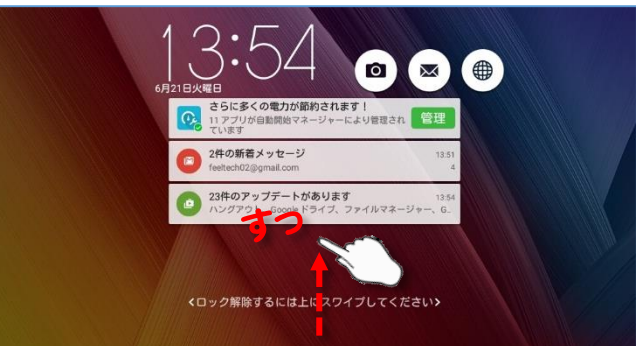 13:54
6月21日火曜日
さらに多くの電力が節約されます！
11 アプリが自動開始マネージャーにより管理され
ています
管理
2件の新着メッセージ
13:51
feeltech02@gmail.com
4
23件のアップデートがあります
13:54
ハングアウト、Google ドライブ、ファイルマネージャー、G..
すっ
<ロック解除するには上にスワイプしてください>